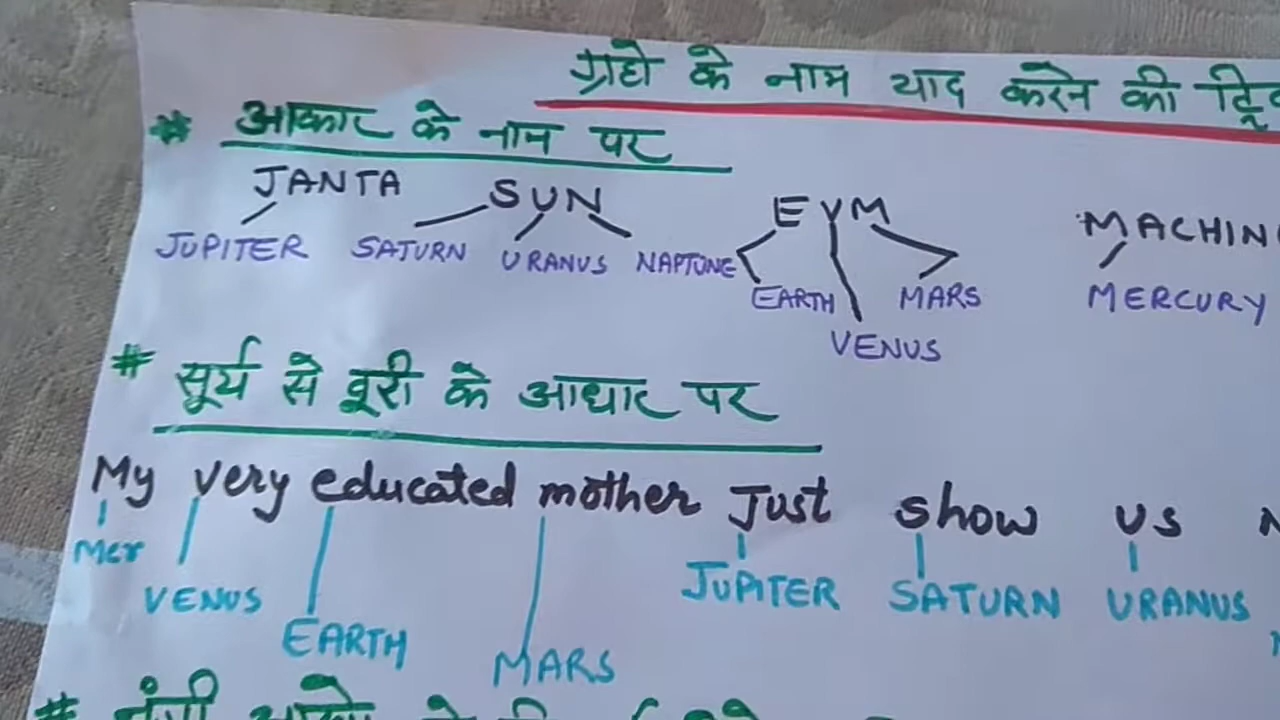 ग्रहो के नाम याद करने की
# आकार के नाम पर
JANTA SUN EVM MACHIN
JUPITER SATURN URANUS NAPTUNE EARTH VENUS MARS MERCURY
# सूर्य से दूरी के आधार पर
My very educated mother Just show us
Mer VENUS EARTH MARS JUPITER SATURN URANUS
# नंगी